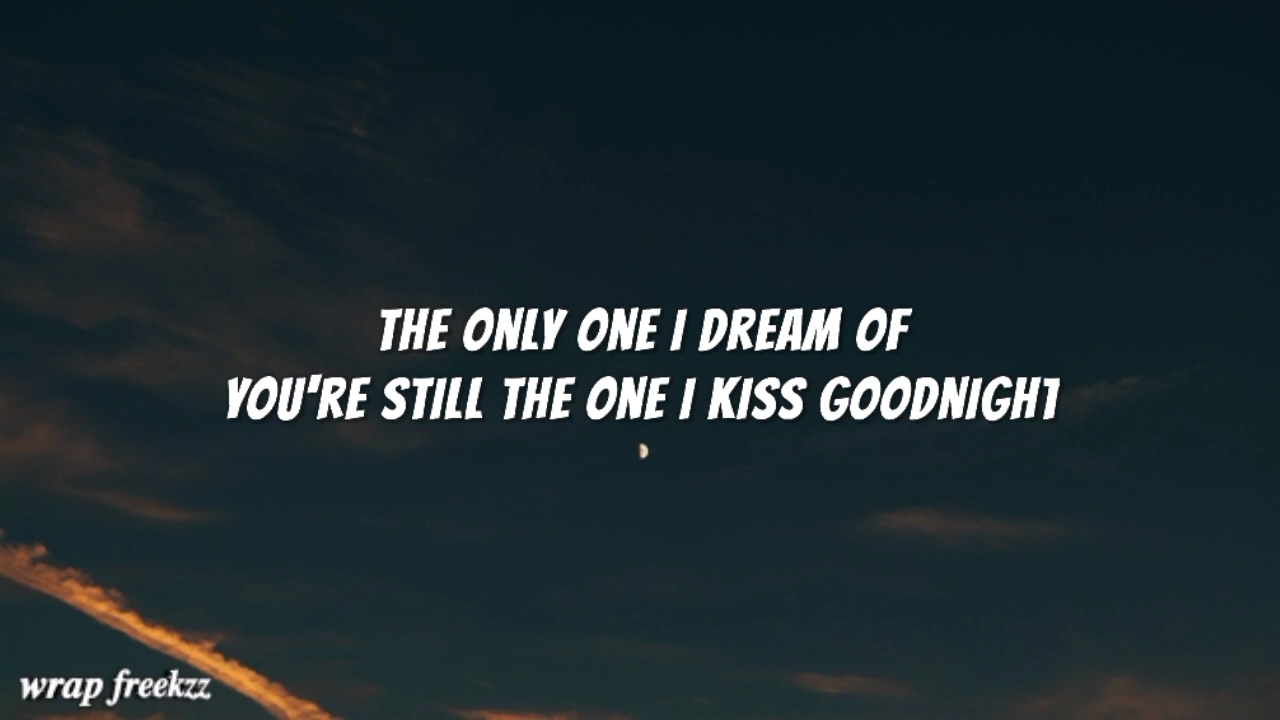 THE ONLY ONE I DREAM OF
YOU'RE STILL THE ONE I KISS GOODNIGHT
wrap freekzz